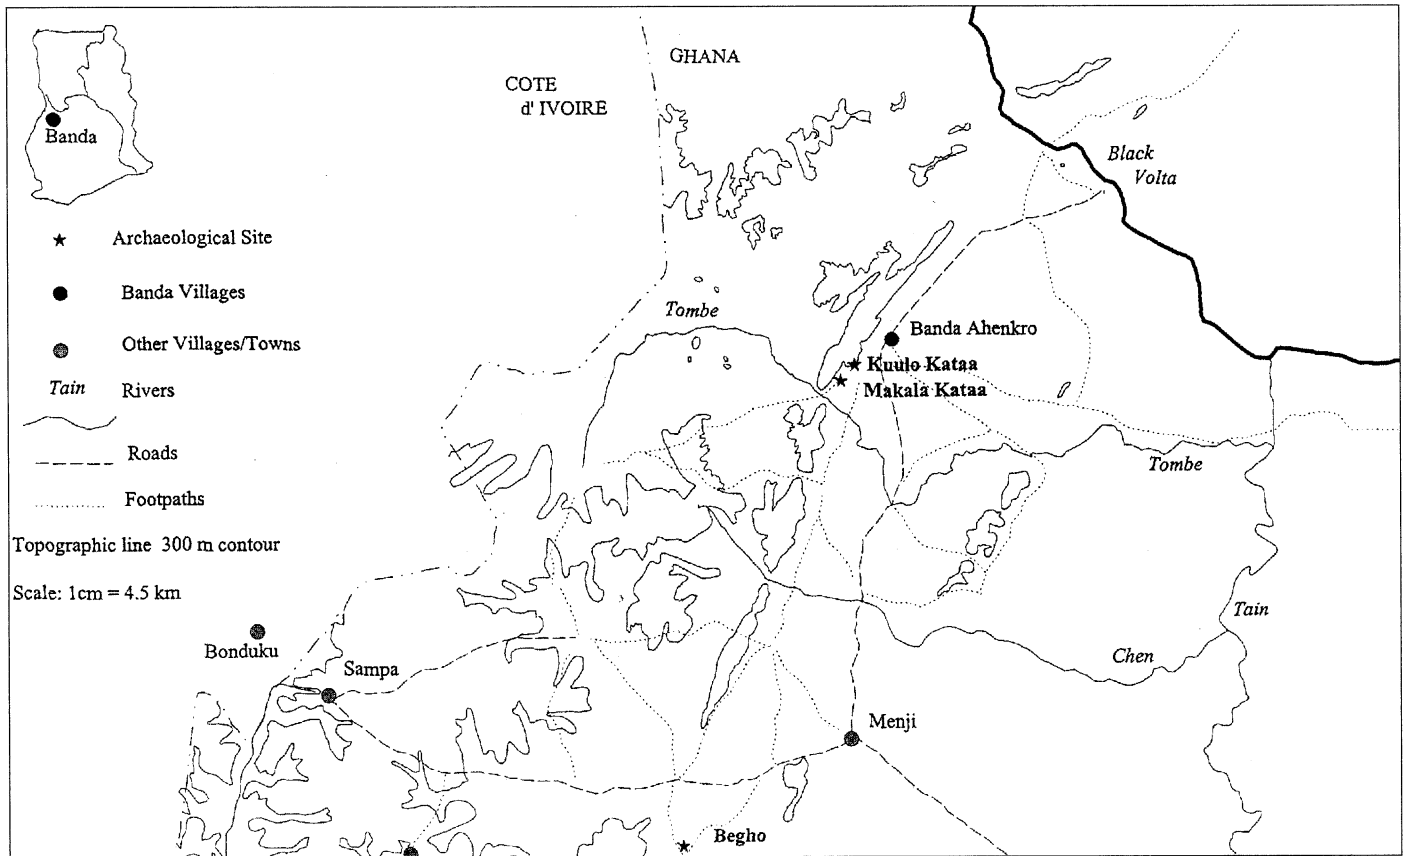 GHANA
COTE
d' IVOIRE
Banda
Black
Volta
Archaeological Site
Banda Villages
Other Villages/Towns
Tain
Rivers
Roads
Footpaths
Topographic line 300 m contour
Scale: 1cm = 4.5 km
Tombe
Banda Ahenkro
Kuulo Kataa
Makala Kataa
Tombe
Tain
Chen
Bonduku
Sampa
Menji
Begho